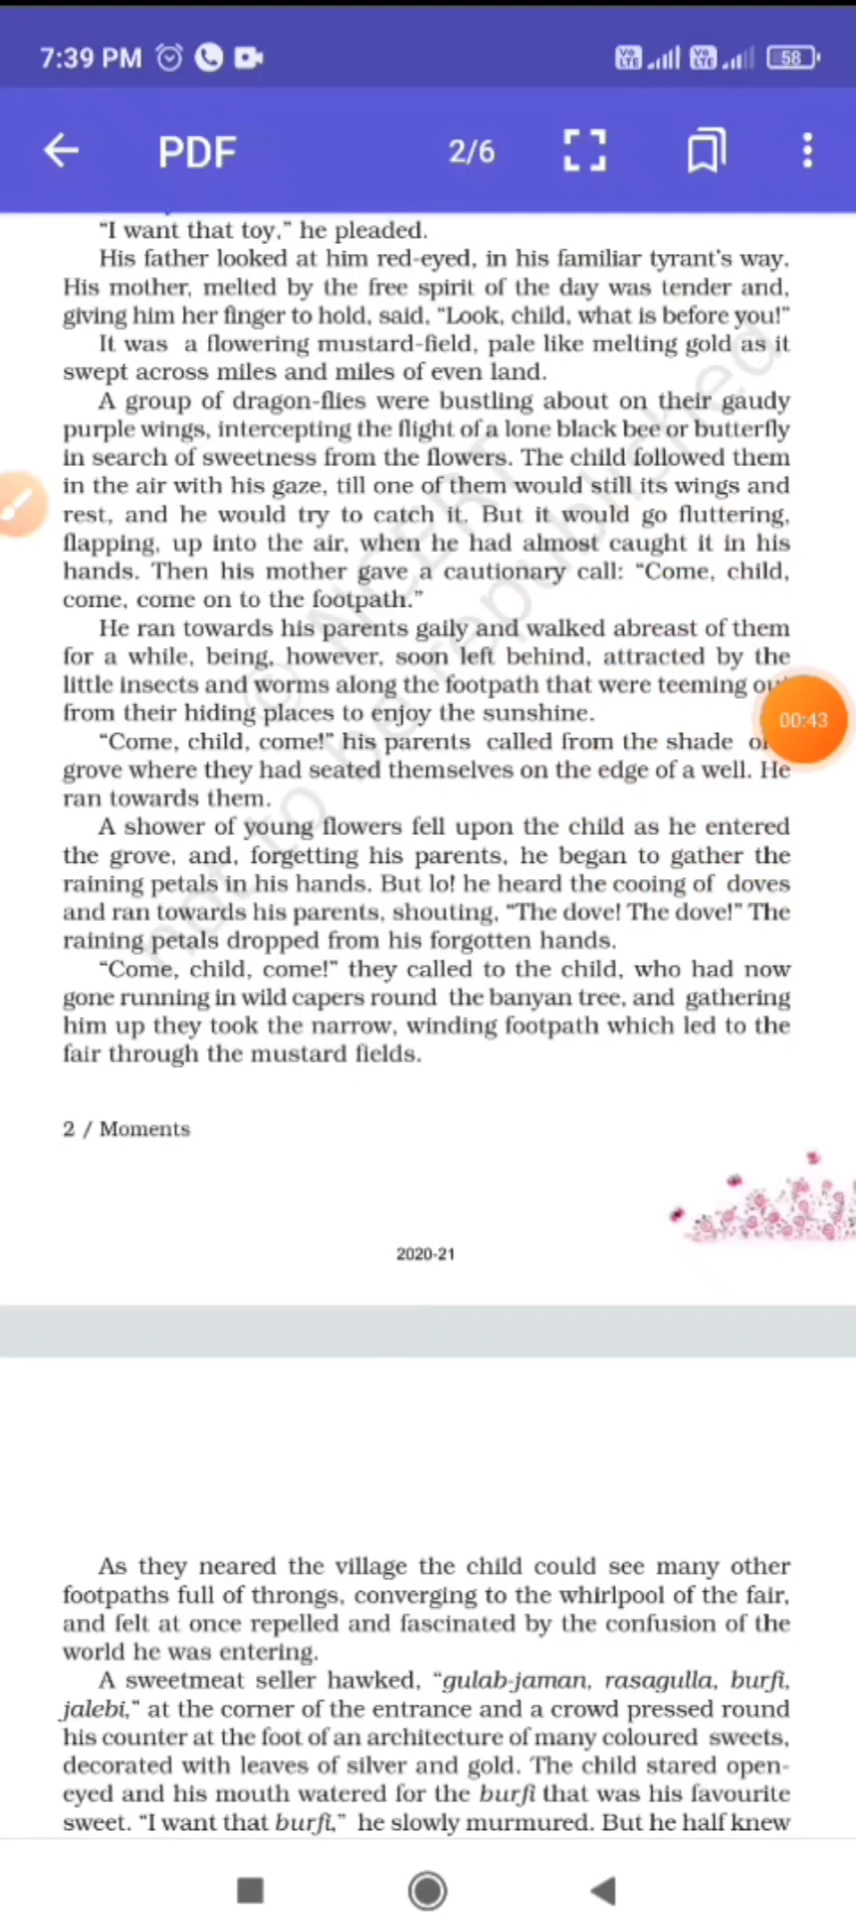 7:39 PM
58
PDF
2/6
"I want that toy," he pleaded.
His father looked at him red-eyed, in his familiar tyrant's way.
His mother, melted by the free spirit of the day was tender and,
giving him her finger to hold, said, "Look, child, what is before you!"
It was a flowering mustard-field, pale like melting gold as it
swept across miles and miles of even land.
A group of dragon-flies were bustling about on their gaudy
purple wings, intercepting the flight of a lone black bee or butterfly
in search of sweetness from the flowers. The child followed them
in the air with his gaze, till one of them would still its wings and
rest, and he would try to catch it. But it would go fluttering,
flapping, up into the air, when he had almost caught it in his
hands. Then his mother gave a cautionary call: "Come, child,
come, come on to the footpath."
He ran towards his parents gaily and walked abreast of them
for a while, being, however, soon left behind, attracted by the
little insects and worms along the footpath that were teeming
from their hiding places to enjoy the sunshine.
00:43
"Come, child, come!" his parents called from the shade
grove where they had seated themselves on the edge of a well. He
ran towards them.
A shower of young flowers fell upon the child as he entered
the grove, and, forgetting his parents, he began to gather the
raining petals in his hands. But lo! he heard the cooing of doves
and ran towards his parents, shouting, "The dove! The dove!" The
raining petals dropped from his forgotten hands.
"Come, child, come!" they called to the child, who had now
gone running in wild capers round the banyan tree, and gathering
him up they took the narrow, winding footpath which led to the
fair through the mustard fields.
© NCERT
not to be republished
2 / Moments
2020-21
As they neared the village the child could see many other
footpaths full of throngs, converging to the whirlpool of the fair,
and felt at once repelled and fascinated by the confusion of the
world he was entering.
A sweetmeat seller hawked, "gulab-jaman, rasagulla, burfi,
jalebi," at the corner of the entrance and a crowd pressed round
his counter at the foot of an architecture of many coloured sweets,
decorated with leaves of silver and gold. The child stared open-
eyed and his mouth watered for the burfi that was his favourite
sweet. "I want that burfi," he slowly murmured. But he half knew